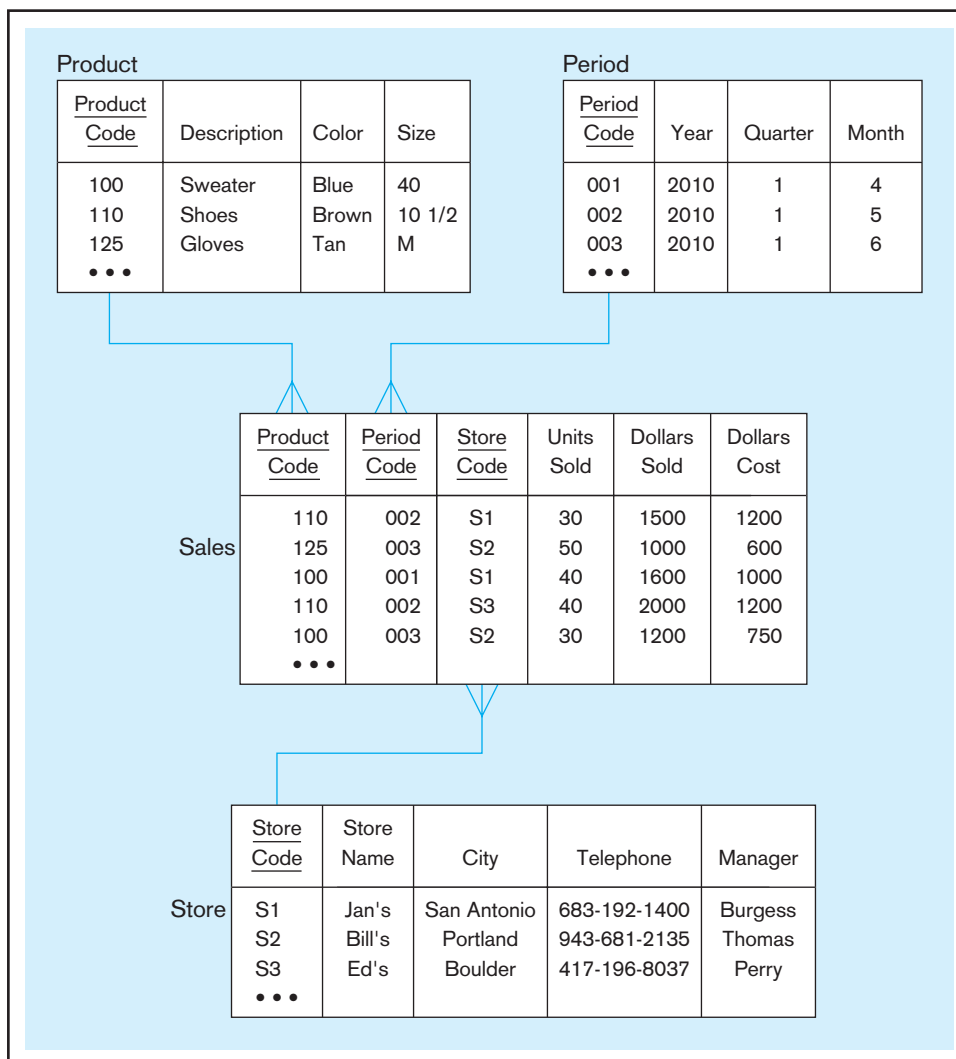 Product
Product Code Description Color Size
100 Sweater Blue 40
110 Shoes Brown 10 1/2
125 Gloves Tan M
• • •
Period
Period Code Year Quarter Month
001 2010 1 4
002 2010 1 5
003 2010 1 6
• • •
Sales
Product Code Period Code Store Code Units Sold Dollars Sold Dollars Cost
110 002 S1 30 1500 1200
125 003 S2 50 1000 600
100 001 S1 40 1600 1000
110 002 S3 40 2000 1200
100 003 S2 30 1200 750
• • •
Store
Store Code Store Name City Telephone Manager
S1 Jan's San Antonio 683-192-1400 Burgess
S2 Bill's Portland 943-681-2135 Thomas
S3 Ed's Boulder 417-196-8037 Perry
• • •